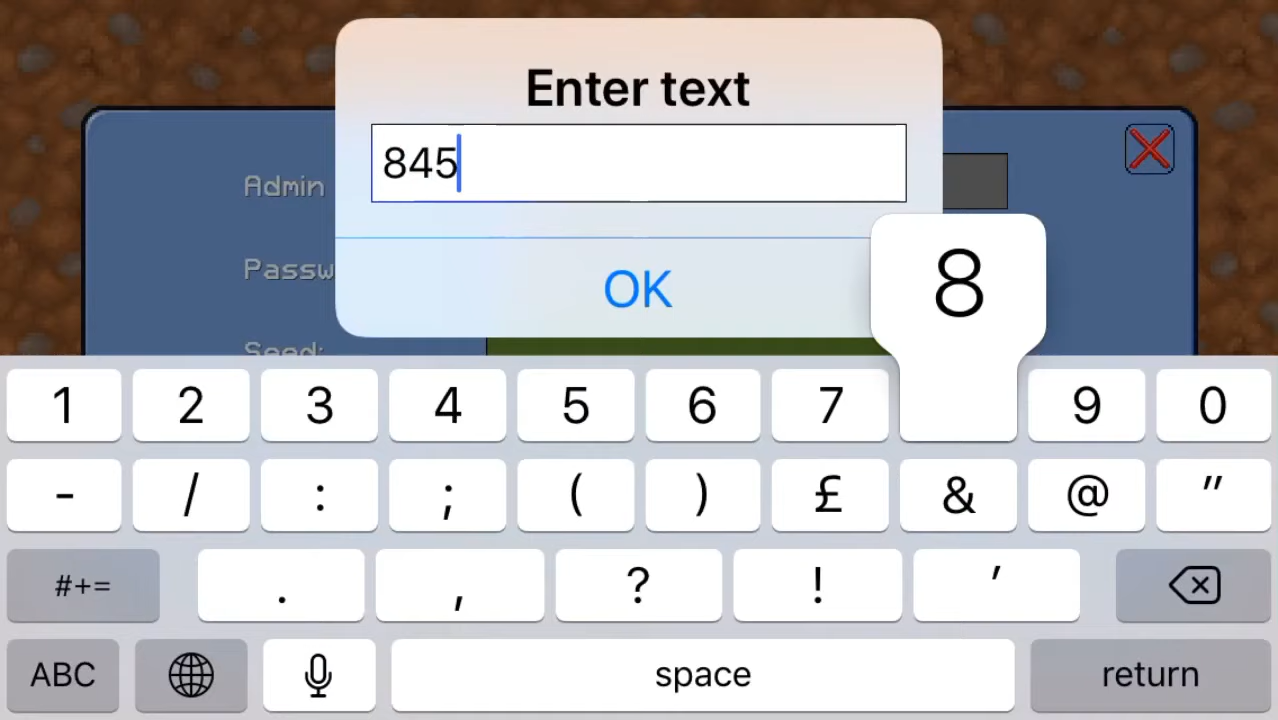 Enter text
845
Admin
Passw
OK
Seed:
8
1 2 3 4 5 6 7 9 0
- / : ; ( ) £ & @ "
#+= . , ? ! '
ABC space return